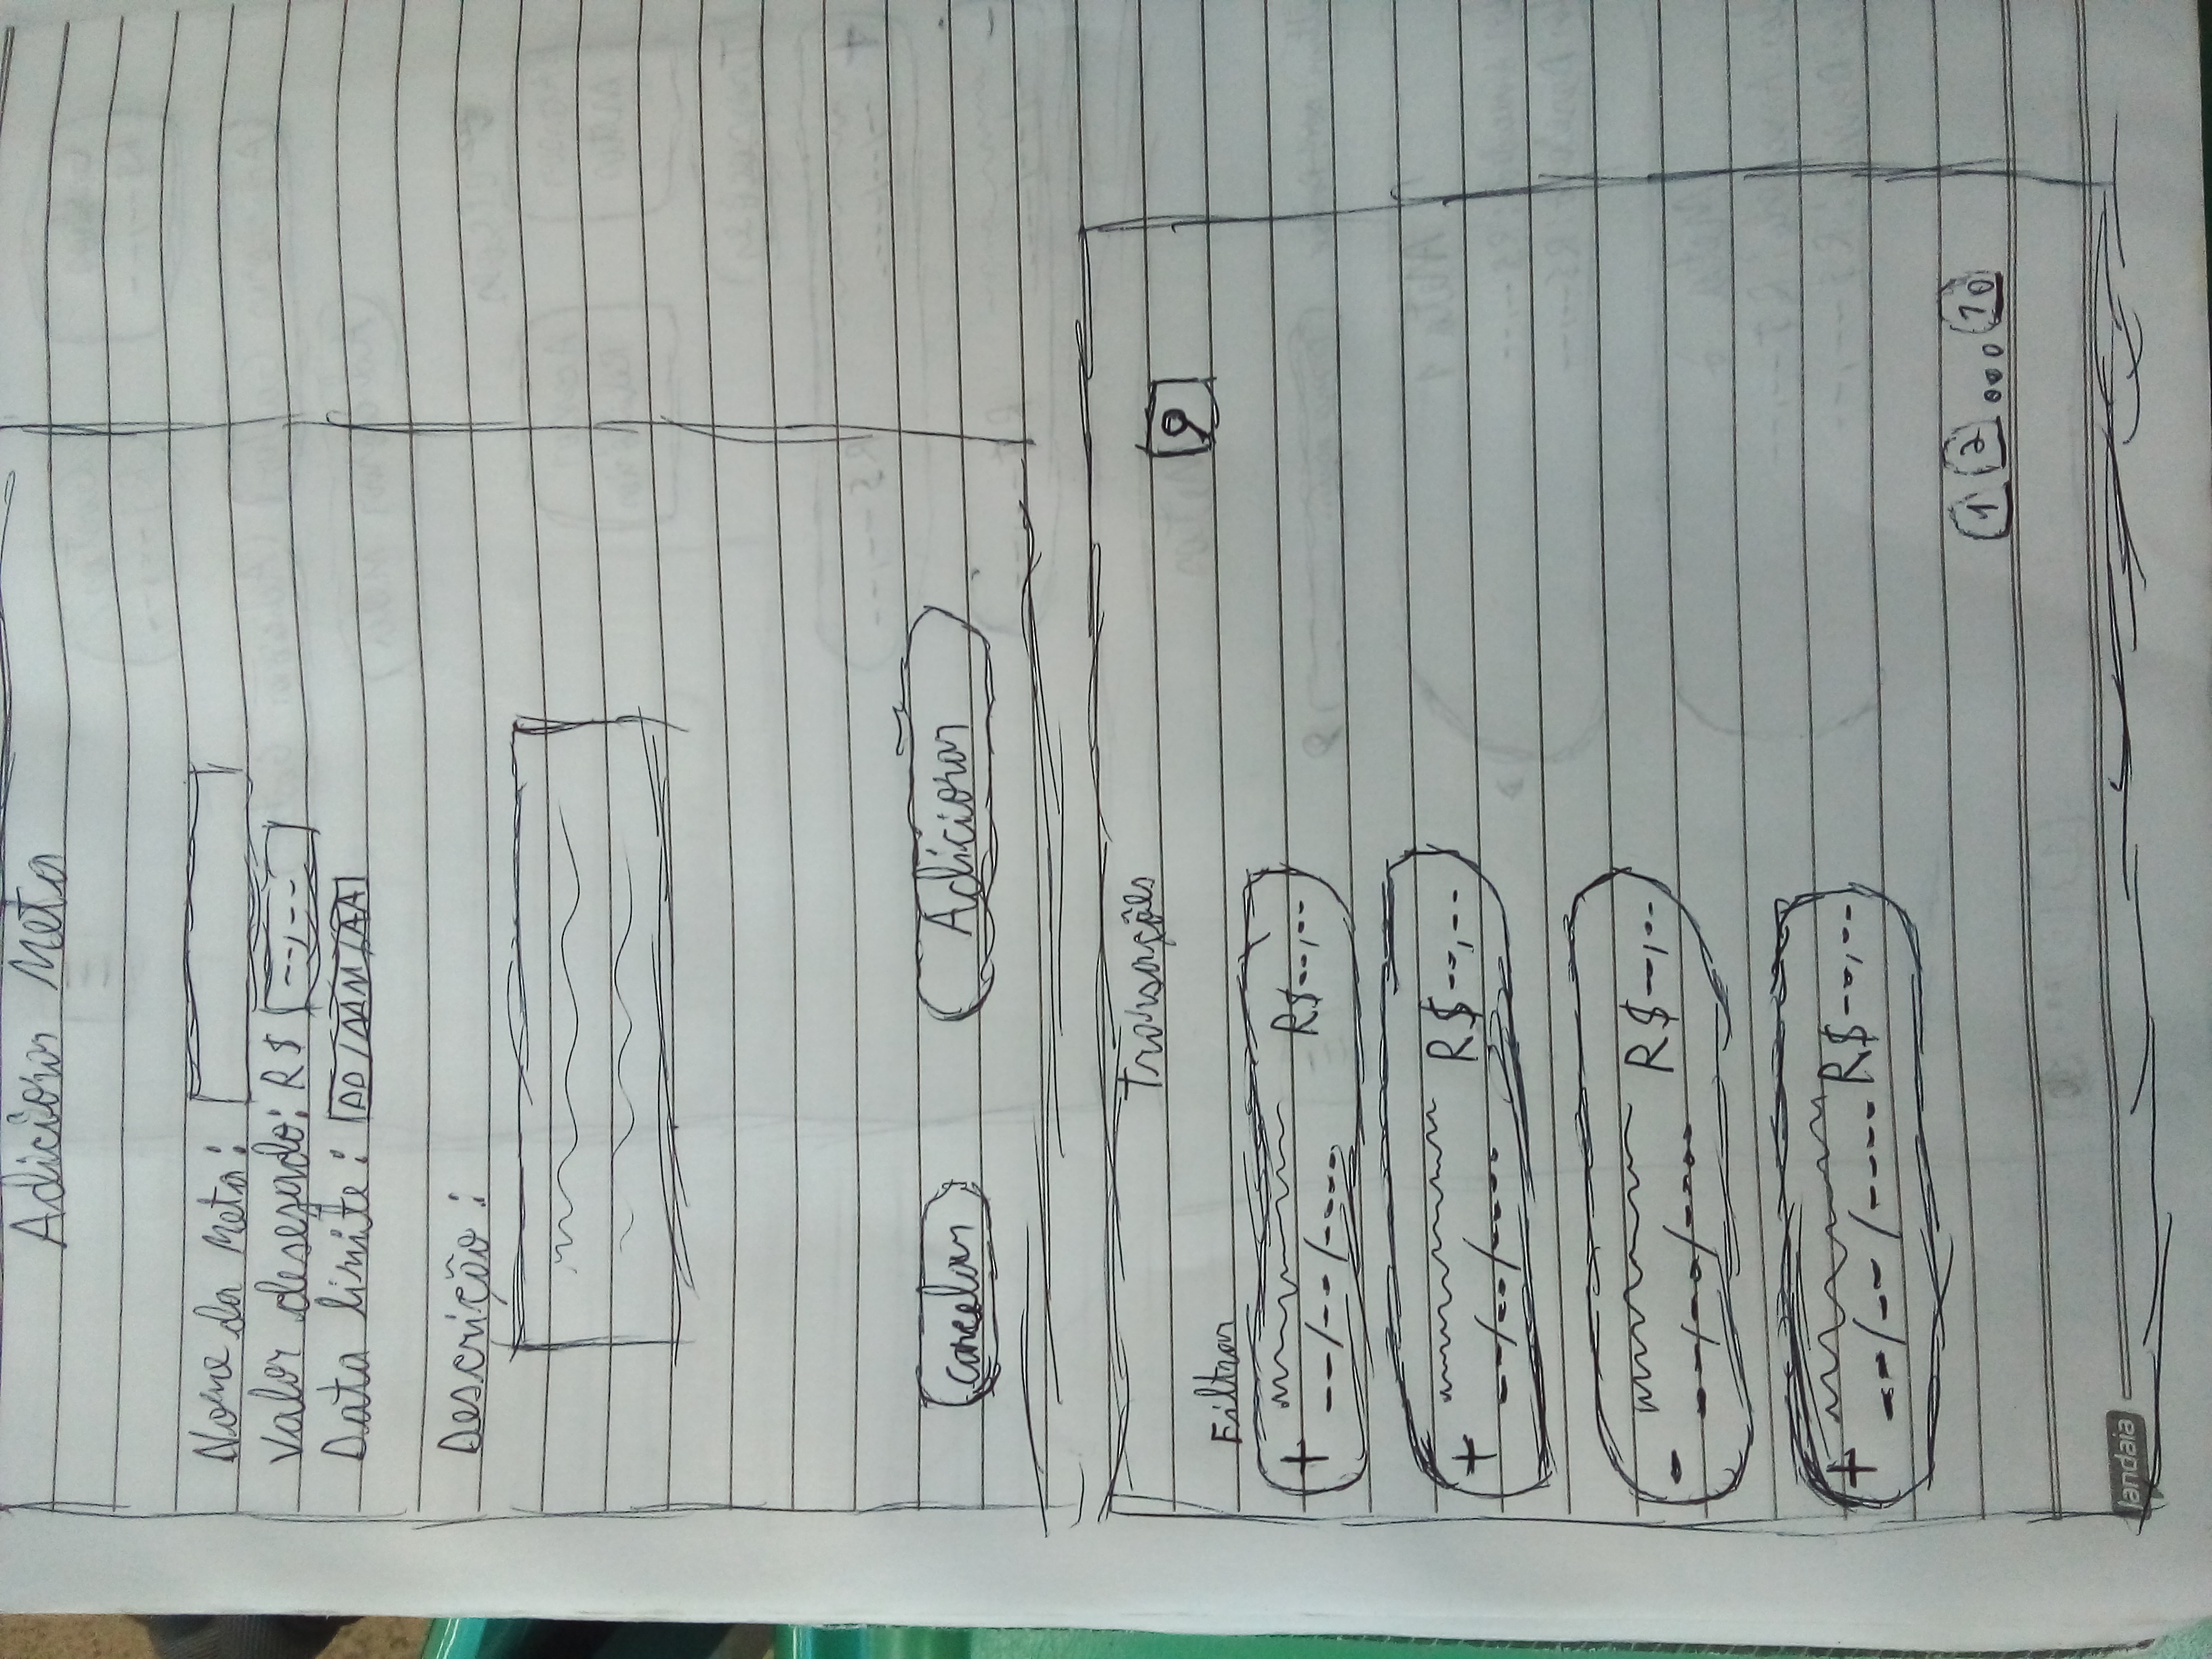 Adicionar Meta
Nome da Meta:
Valor desejado: R$ --,--
Data limite: DD/MM/AA
Descrição:
Cancelar Adicionar
Transações
Filtrar
+ R$--,--
--/--/----
+ R$--,--
--/--/----
- R$--,--
--/--/----
+ R$--,--
--/--/----
1 2 ... 10
landaia